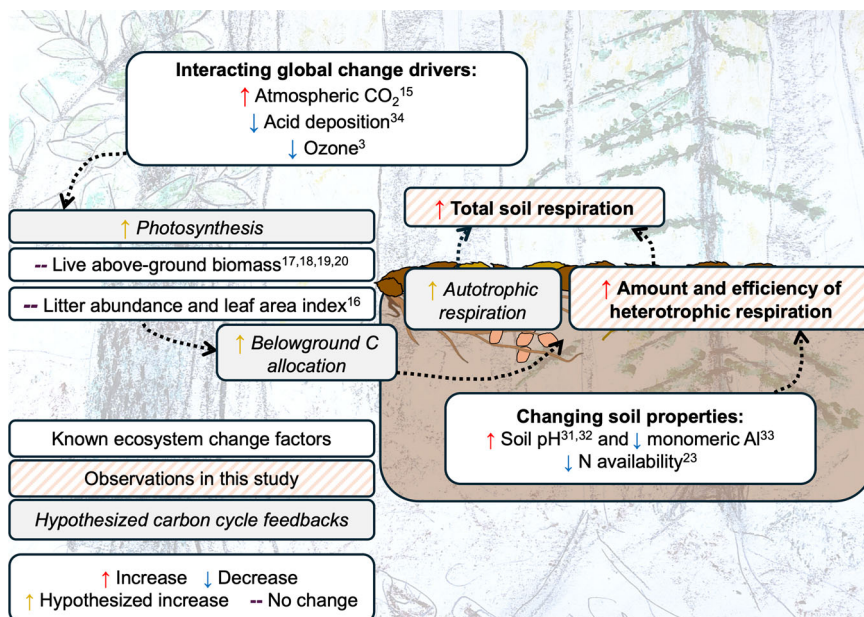 Interacting global change drivers:
↑ Atmospheric CO₂¹⁵
↓ Acid deposition³⁴
↓ Ozone³
↑ Photosynthesis
-- Live above-ground biomass¹⁷,¹⁸,¹⁹,²⁰
-- Litter abundance and leaf area index¹⁶
↑ Belowground C
allocation
↑ Total soil respiration
↑ Autotrophic
respiration
↑ Amount and efficiency of
heterotrophic respiration
Changing soil properties:
↑ Soil pH³¹,³² and ↓ monomeric Al³³
↓ N availability²³
Known ecosystem change factors
Observations in this study
Hypothesized carbon cycle feedbacks
↑ Increase ↓ Decrease
↑ Hypothesized increase -- No change